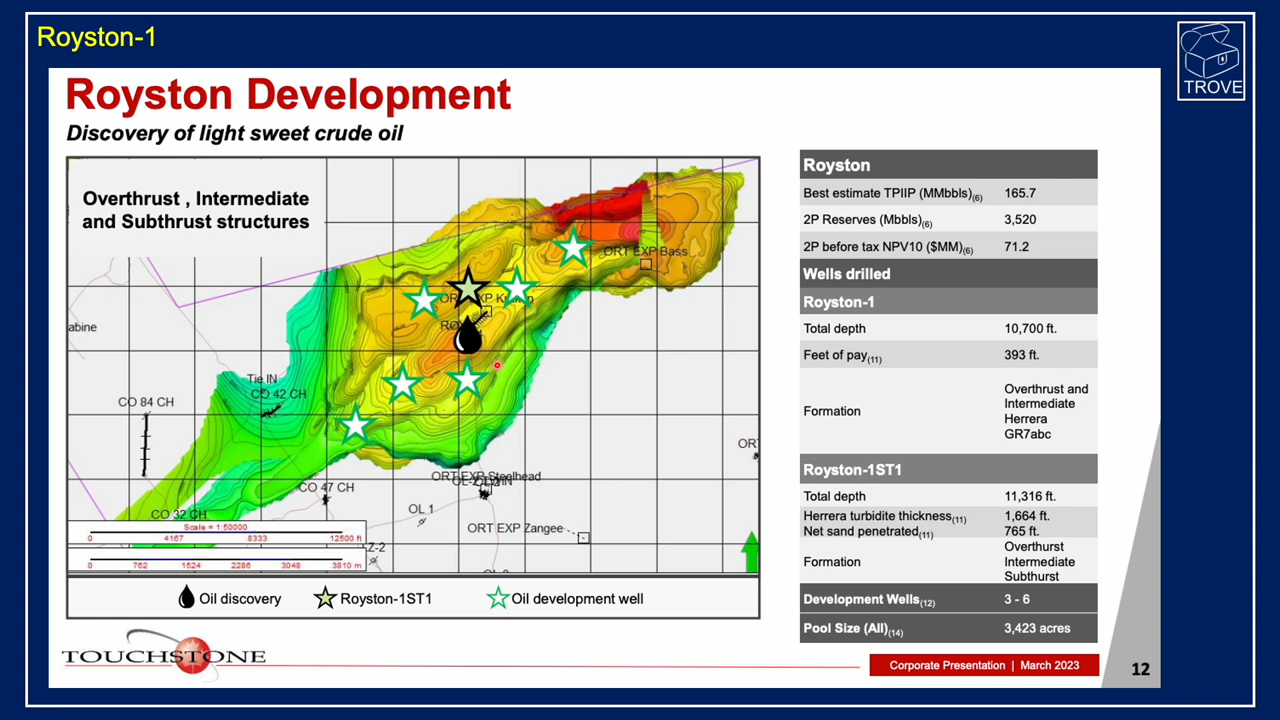 Royston-1
TROVE
Royston Development
Discovery of light sweet crude oil
Overthrust , Intermediate
and Subthrust structures
ORT EXP Bass
abine
Tie IN
CO 84 CH
CO 42 CH
ORT EXP Steelhead
CO 47 CH
OL 1
CO 32 CH
ORT EXP Zangee
Z-2
Scale = 1:50000
0 4167 8333 12500 ft
0 762 1524 2286 3048 3810 m
Oil discovery
Royston-1ST1
Oil development well
Royston
Best estimate TPIIP (MMbbls)(6) 165.7
2P Reserves (Mbbls)(6) 3,520
2P before tax NPV10 ($MM)(6) 71.2
Wells drilled
Royston-1
Total depth 10,700 ft.
Feet of pay(11) 393 ft.
Formation Overthrust and
Intermediate
Herrera
GR7abc
Royston-1ST1
Total depth 11,316 ft.
Herrera turbidite thickness(11) 1,664 ft.
Net sand penetrated(11) 765 ft.
Formation Overthurst
Intermediate
Subthurst
Development Wells(12) 3 - 6
Pool Size (All)(14) 3,423 acres
TOUCHSTONE
Corporate Presentation | March 2023
12